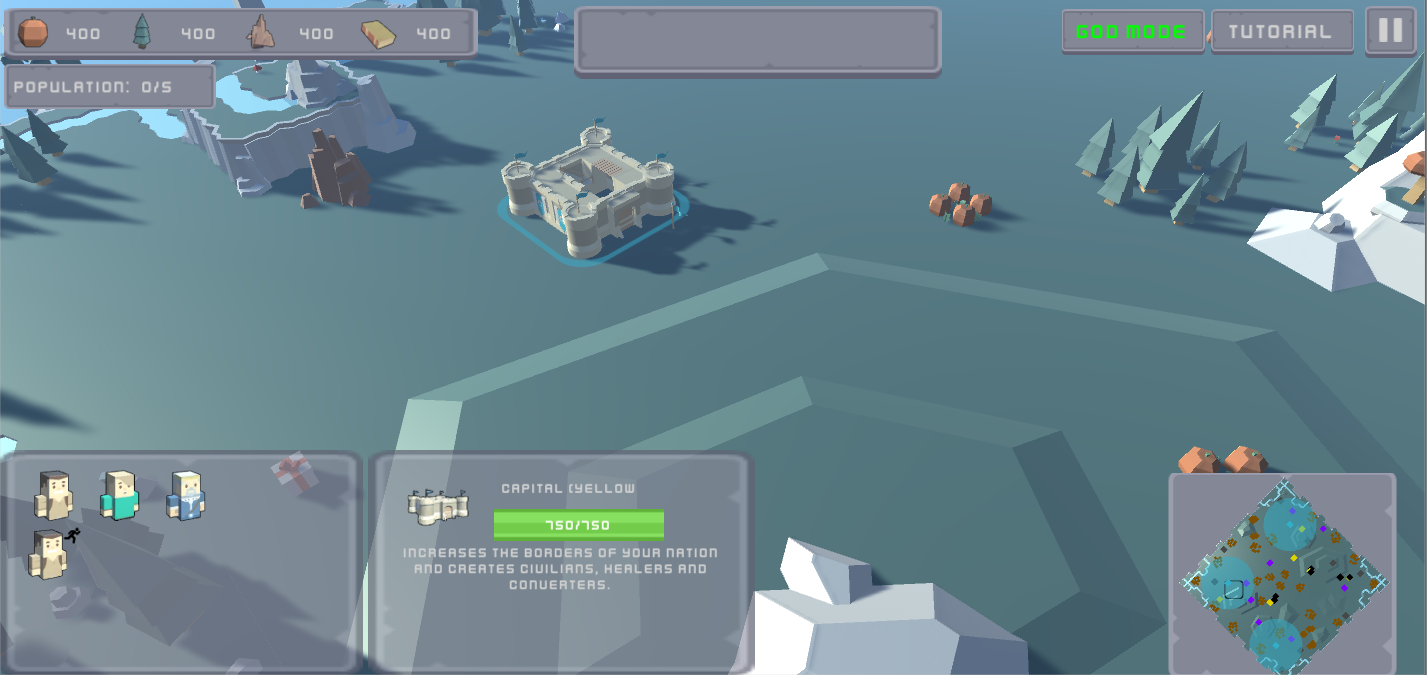 400 400 400 400
GOD MODE
TUTORIAL
POPULATION: 0/5
CAPITAL (YELLOW
750/750
INCREASES THE BORDERS OF YOUR NATION
AND CREATES CIVILIANS, HEALERS AND
CONVERTERS.